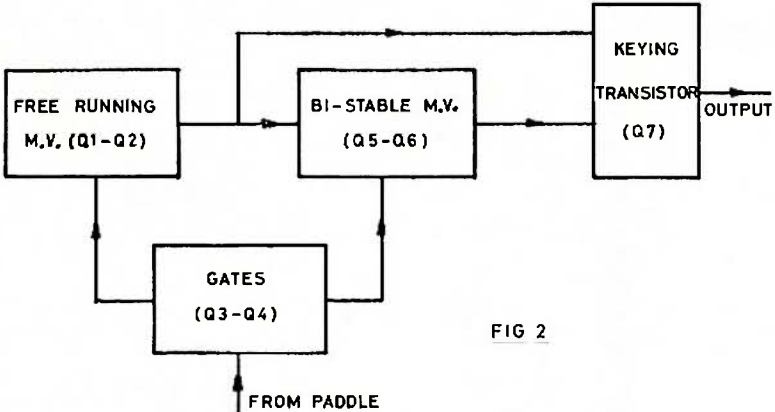 FREE RUNNING
M.V. (Q1-Q2)
BI-STABLE M.V.
(Q5-Q6)
KEYING
TRANSISTOR
(Q7)
OUTPUT
GATES
(Q3-Q4)
FIG 2
FROM PADDLE